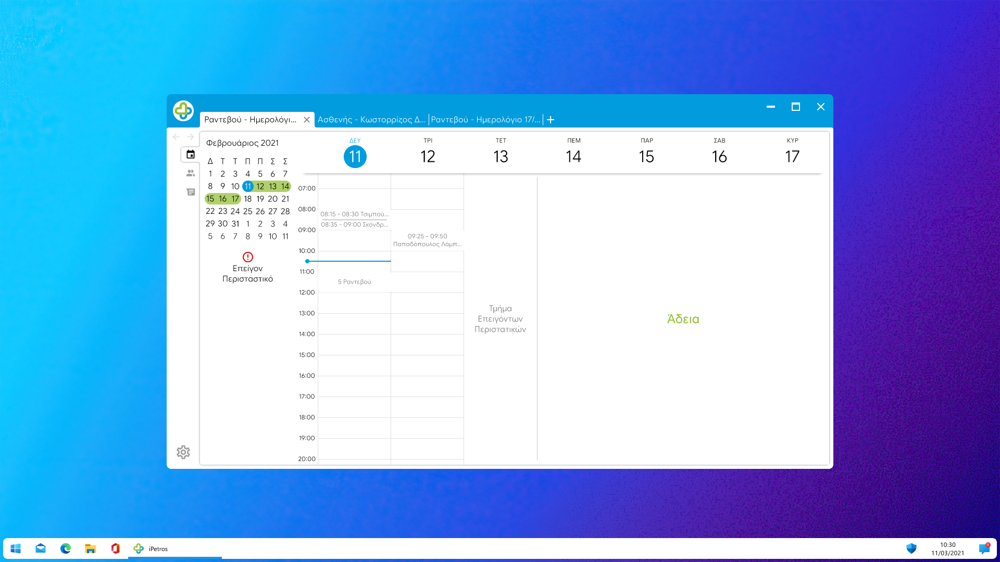 Ραντεβού - Ημερολόγι...
Ασθενής - Κωστορρίζος Δ...
Ραντεβού - Ημερολόγιο 17/...
Φεβρουάριος 2021
Δ Τ Τ Π Π Σ Σ
1 2 3 4 5 6 7
8 9 10 11 12 13 14
15 16 17 18 19 20 21
22 23 24 25 26 27 28
29 30 31 1 2 3 4
5 6 7 8 9 10 11
Επείγον
Περισταστικό
ΔΕΥ ΤΡΙ ΤΕΤ ΠΕΜ ΠΑΡ ΣΑΒ ΚΥΡ
11 12 13 14 15 16 17
07:00
08:00
08:15 - 08:30 Τσιμπού...
08:35 - 09:00 Σκόνδρ...
09:00
09:25 - 09:50
Παπαδόπουλος Λάμπ...
10:00
11:00
5 Ραντεβού
12:00
13:00
14:00
15:00
16:00
17:00
18:00
19:00
20:00
Τμήμα
Επειγόντων
Περιστατικών
Άδεια
iPetros
10:30
11/03/2021
1